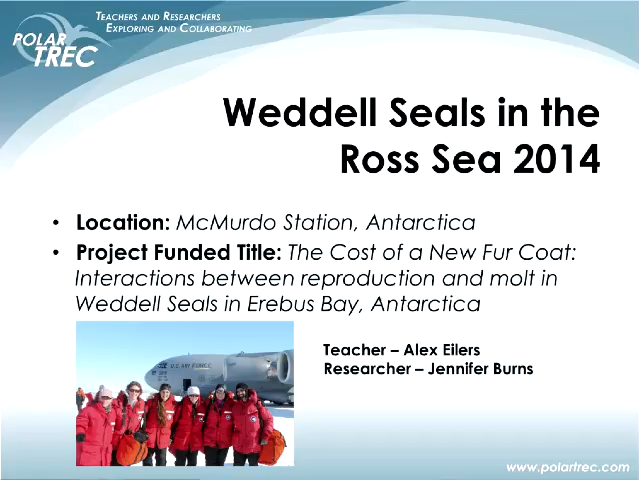 TEACHERS AND RESEARCHERS
EXPLORING AND COLLABORATING
POLAR
TREC
Weddell Seals in the
Ross Sea 2014
• Location: McMurdo Station, Antarctica
• Project Funded Title: The Cost of a New Fur Coat:
Interactions between reproduction and molt in
Weddell Seals in Erebus Bay, Antarctica
U.S. AIR FORCE
Teacher – Alex Eilers
Researcher – Jennifer Burns
www.polartrec.com